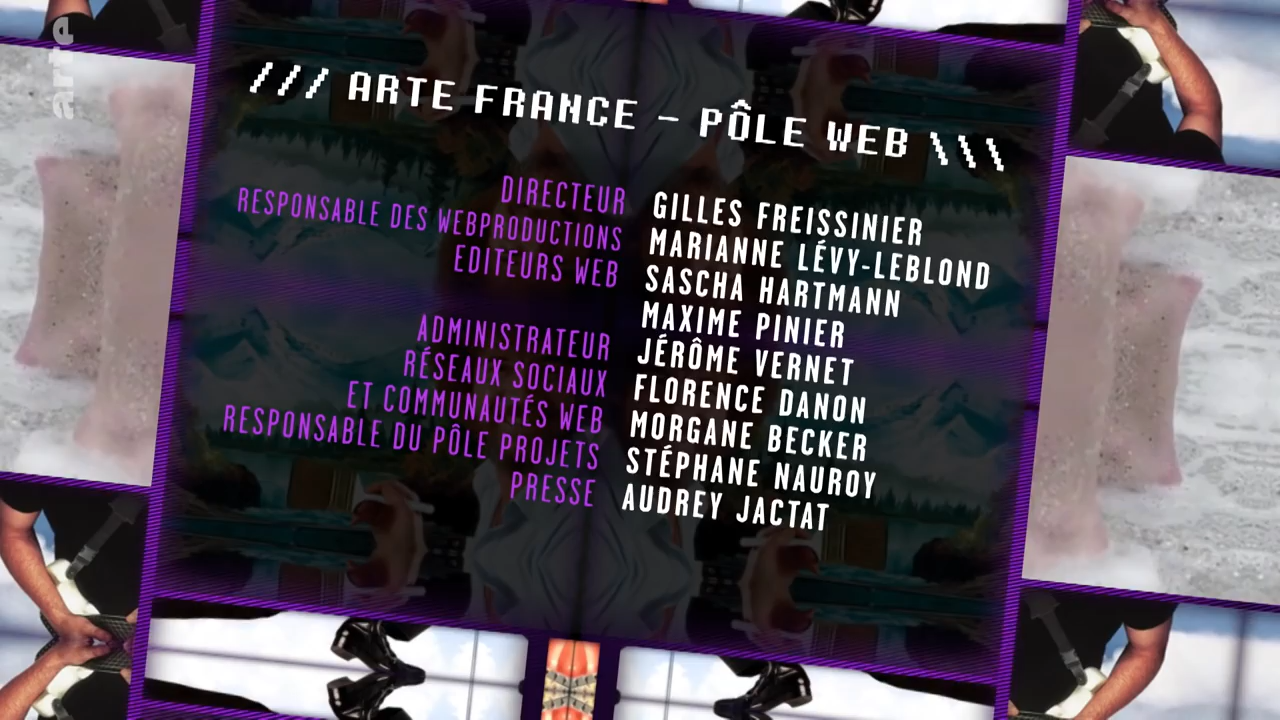 arte
/// ARTE FRANCE - PÔLE WEB \\\
DIRECTEUR GILLES FREISSINIER
RESPONSABLE DES WEBPRODUCTIONS MARIANNE LÉVY-LEBLOND
EDITEURS WEB SASCHA HARTMANN
MAXIME PINIER
ADMINISTRATEUR JÉRÔME VERNET
RÉSEAUX SOCIAUX FLORENCE DANON
ET COMMUNAUTÉS WEB MORGANE BECKER
RESPONSABLE DU PÔLE PROJETS STÉPHANE NAUROY
PRESSE AUDREY JACTAT